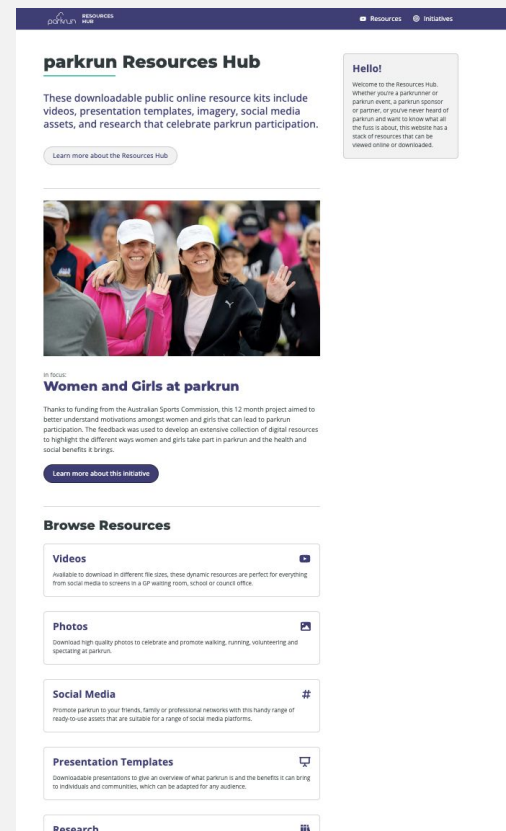 parkrun RESOURCES
HUB
Resources
Initiatives
parkrun Resources Hub
These downloadable public online resource kits include
videos, presentation templates, imagery, social media
assets, and research that celebrate parkrun participation.
Learn more about the Resources Hub
Hello!
Welcome to the Resources Hub.
Whether you're a parkrunner or
parkrun event, a parkrun sponsor
or partner, or you've never heard of
parkrun and want to know what all
the fuss is about, this website has a
stack of resources that can be
viewed online or downloaded.
In focus:
Women and Girls at parkrun
Thanks to funding from the Australian Sports Commission, this 12 month project aimed to
better understand motivations amongst women and girls that can lead to parkrun
participation. The feedback was used to develop an extensive collection of digital resources
to highlight the different ways women and girls take part in parkrun and the health and
social benefits it brings.
Learn more about this initiative
Browse Resources
Videos
Available to download in different file sizes, these dynamic resources are perfect for everything
from social media to screens in a GP waiting room, school or council office.
Photos
Download high quality photos to celebrate and promote walking, running, volunteering and
spectating at parkrun.
Social Media
#
Promote parkrun to your friends, family or professional networks with this handy range of
ready-to-use assets that are suitable for a range of social media platforms.
Presentation Templates
Downloadable presentations to give an overview of what parkrun is and the benefits it can bring
to individuals and communities, which can be adapted for any audience.
Research